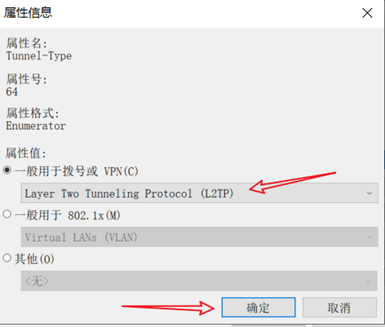 属性信息
属性名:
Tunnel-Type
属性号:
64
属性格式:
Enumerator
属性值:
一般用于拨号或 VPN(C)
Layer Two Tunneling Protocol (L2TP)
一般用于 802.1x(M)
Virtual LANs (VLAN)
其他(O)
<无>
确定
取消